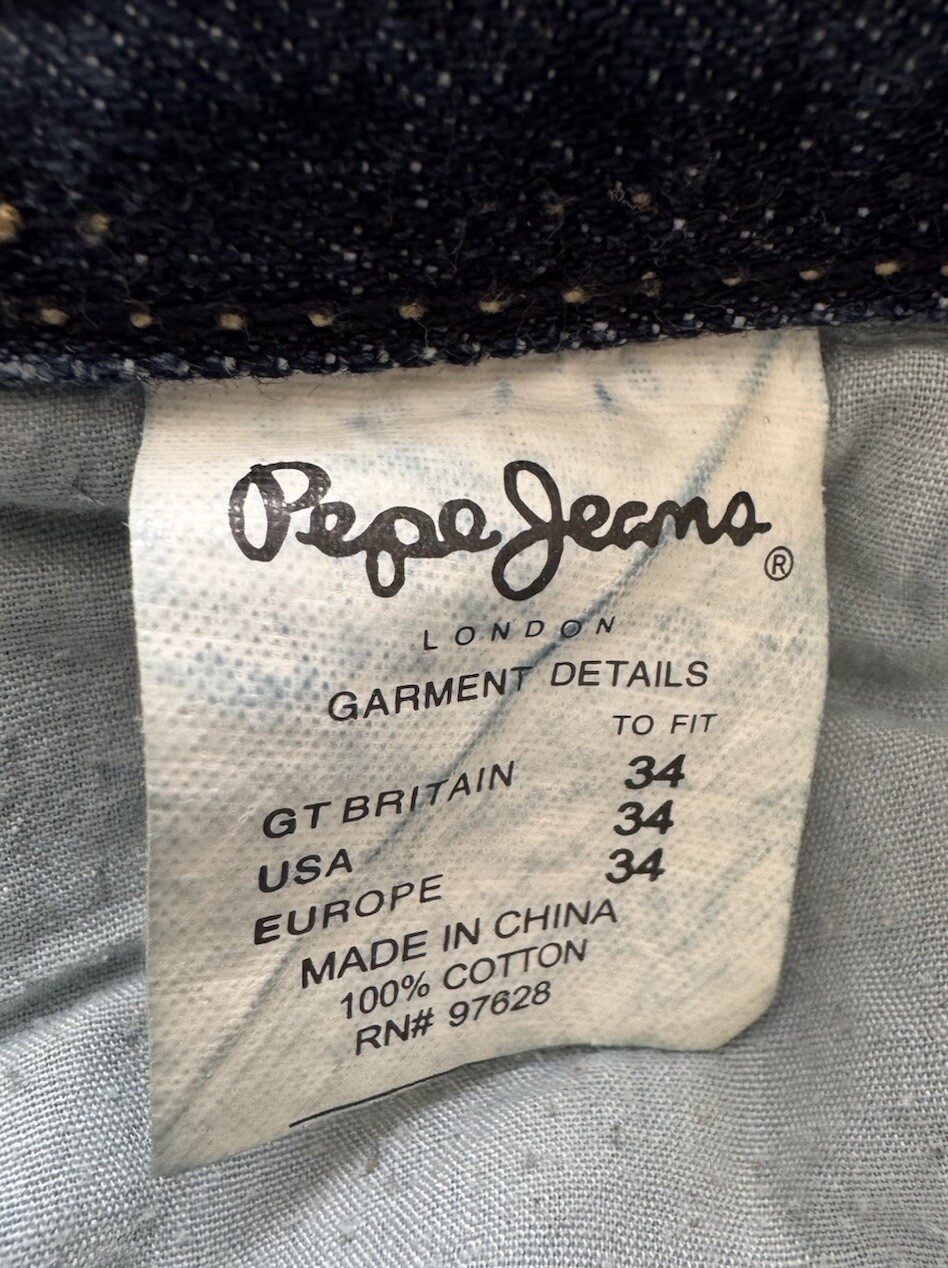 Pepe Jeans ®
LONDON
GARMENT DETAILS
TO FIT
GT BRITAIN 34
USA 34
EUROPE 34
MADE IN CHINA
100% COTTON
RN# 97628